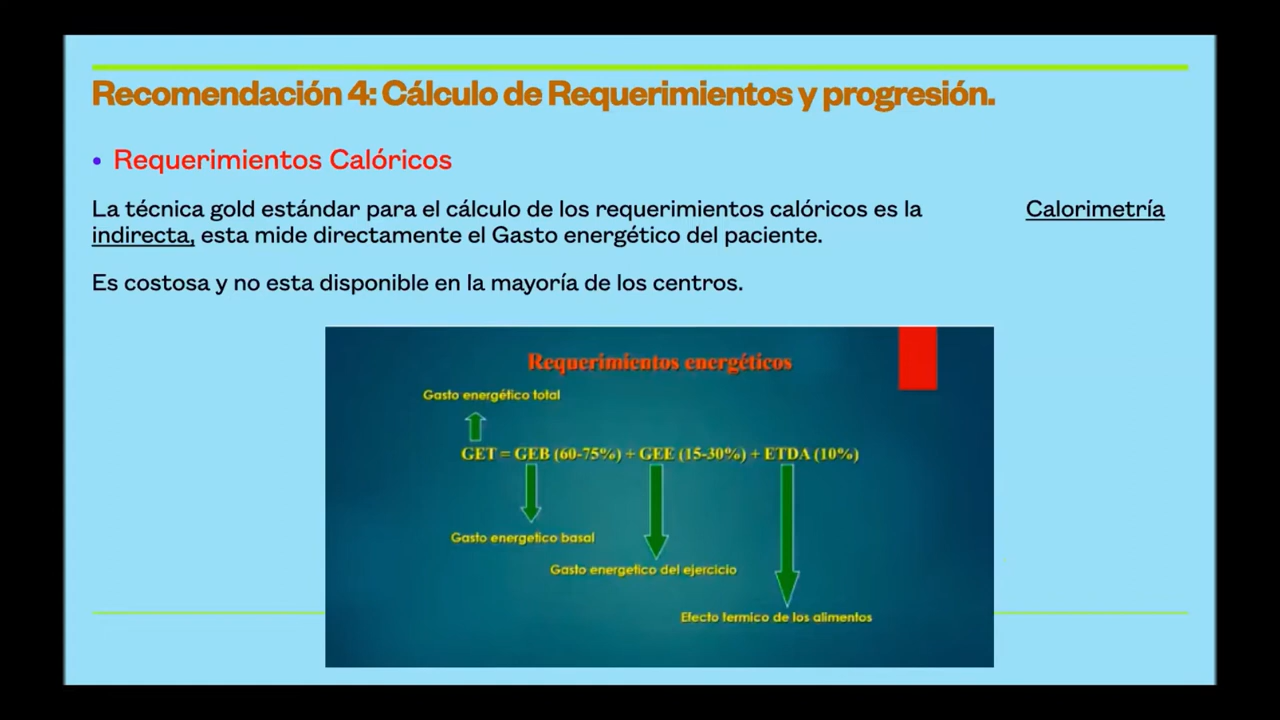 Recomendación 4: Cálculo de Requerimientos y progresión.
• Requerimientos Calóricos
La técnica gold estándar para el cálculo de los requerimientos calóricos es la Calorimetría
indirecta, esta mide directamente el Gasto energético del paciente.
Es costosa y no esta disponible en la mayoría de los centros.
Requerimientos energéticos
Gasto energético total
GET = GEB (60-75%) + GEE (15-30%) + ETDA (10%)
Gasto energetico basal
Gasto energetico del ejercicio
Efecto termico de los alimentos